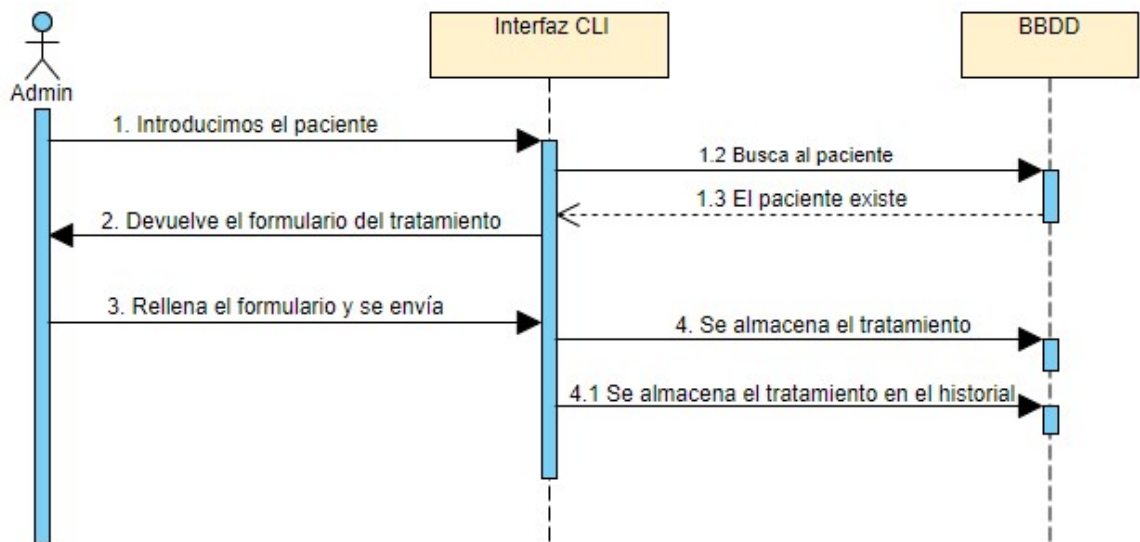 Interfaz CLI
BBDD
Admin
1. Introducimos el paciente
1.2 Busca al paciente
1.3 El paciente existe
2. Devuelve el formulario del tratamiento
3. Rellena el formulario y se envía
4. Se almacena el tratamiento
4.1 Se almacena el tratamiento en el historial